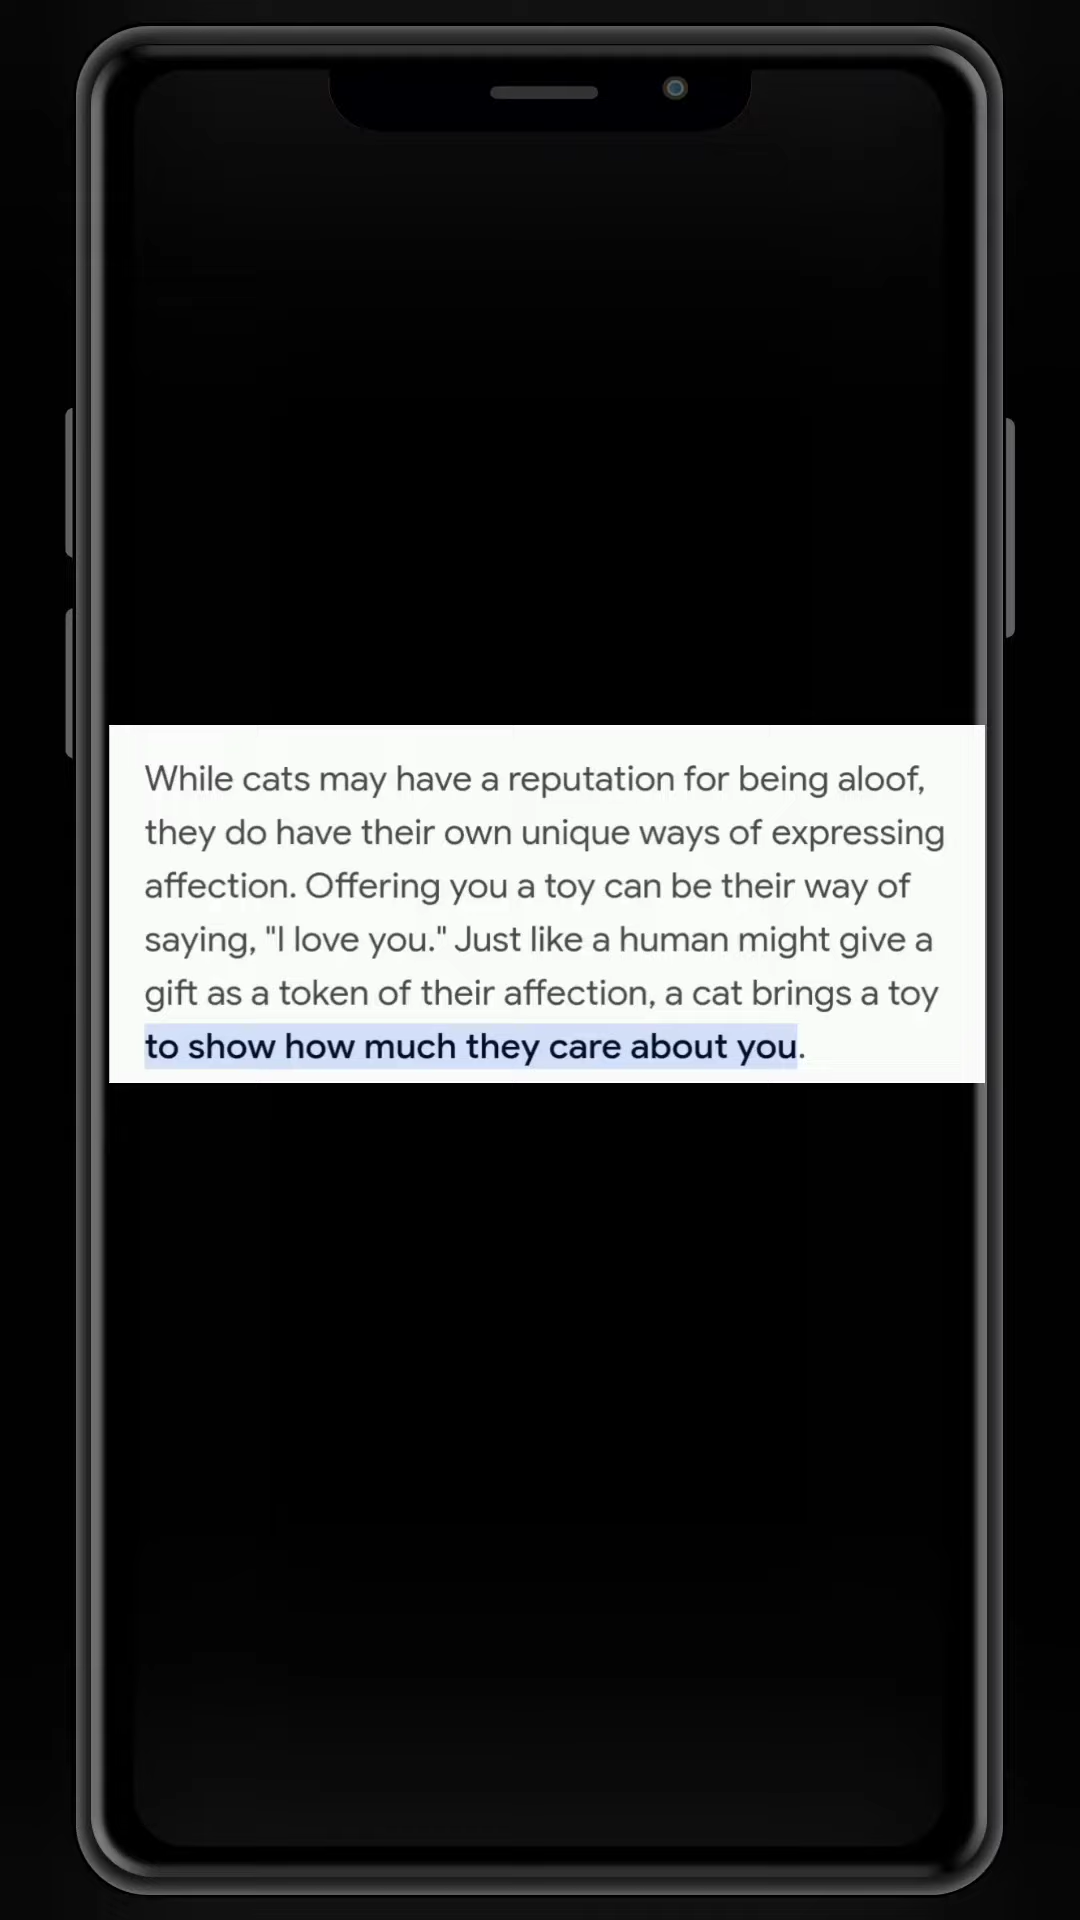 While cats may have a reputation for being aloof,
they do have their own unique ways of expressing
affection. Offering you a toy can be their way of
saying, "I love you." Just like a human might give a
gift as a token of their affection, a cat brings a toy
to show how much they care about you.